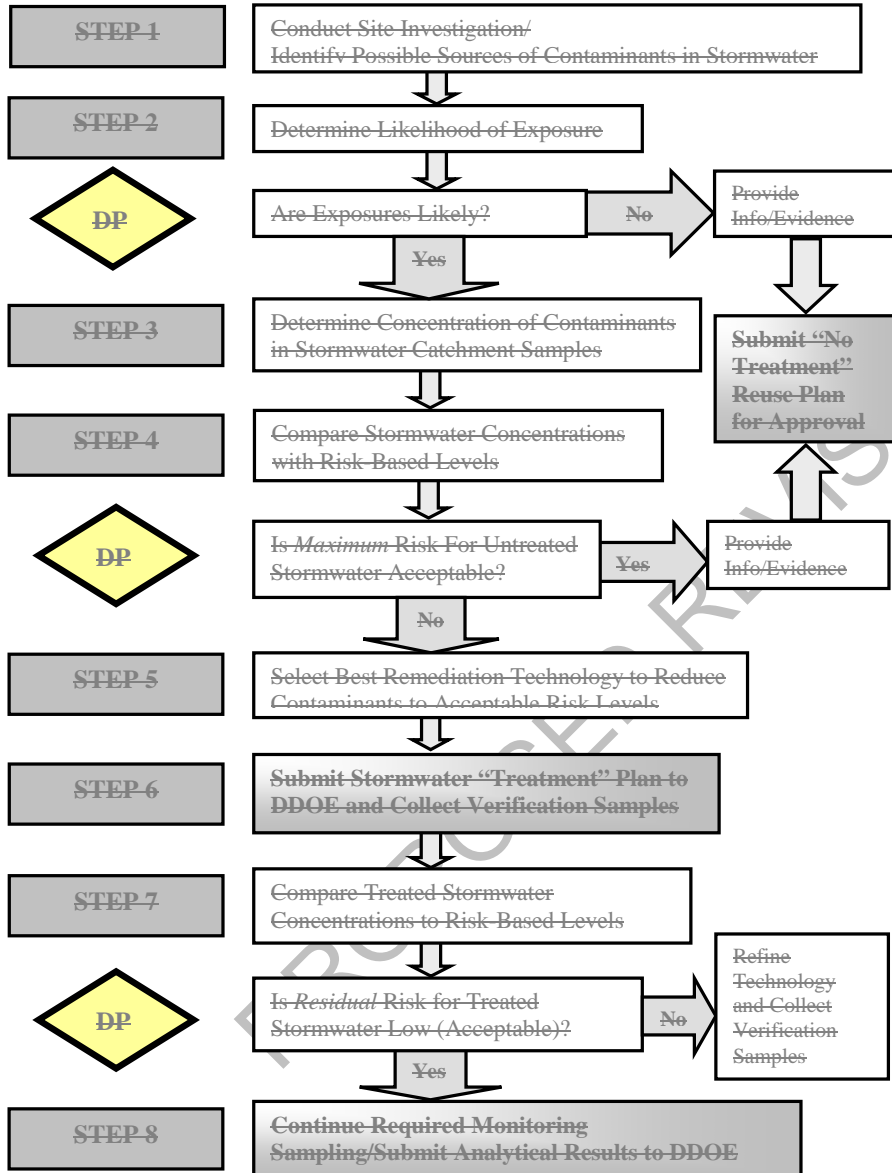 STEP 1
Conduct Site Investigation/
Identify Possible Sources of Contaminants in Stormwater
STEP 2
Determine Likelihood of Exposure
DP
Are Exposures Likely?
No
Provide
Info/Evidence
Yes
STEP 3
Determine Concentration of Contaminants
in Stormwater Catchment Samples
Submit “No
Treatment”
Reuse Plan
for Approval
STEP 4
Compare Stormwater Concentrations
with Risk-Based Levels
DP
Is Maximum Risk For Untreated
Stormwater Acceptable?
Yes
Provide
Info/Evidence
No
STEP 5
Select Best Remediation Technology to Reduce
Contaminants to Acceptable Risk Levels
STEP 6
Submit Stormwater “Treatment” Plan to
DDOE and Collect Verification Samples
STEP 7
Compare Treated Stormwater
Concentrations to Risk-Based Levels
DP
Is Residual Risk for Treated
Stormwater Low (Acceptable)?
No
Refine
Technology
and Collect
Verification
Samples
Yes
STEP 8
Continue Required Monitoring
Sampling/Submit Analytical Results to DDOE